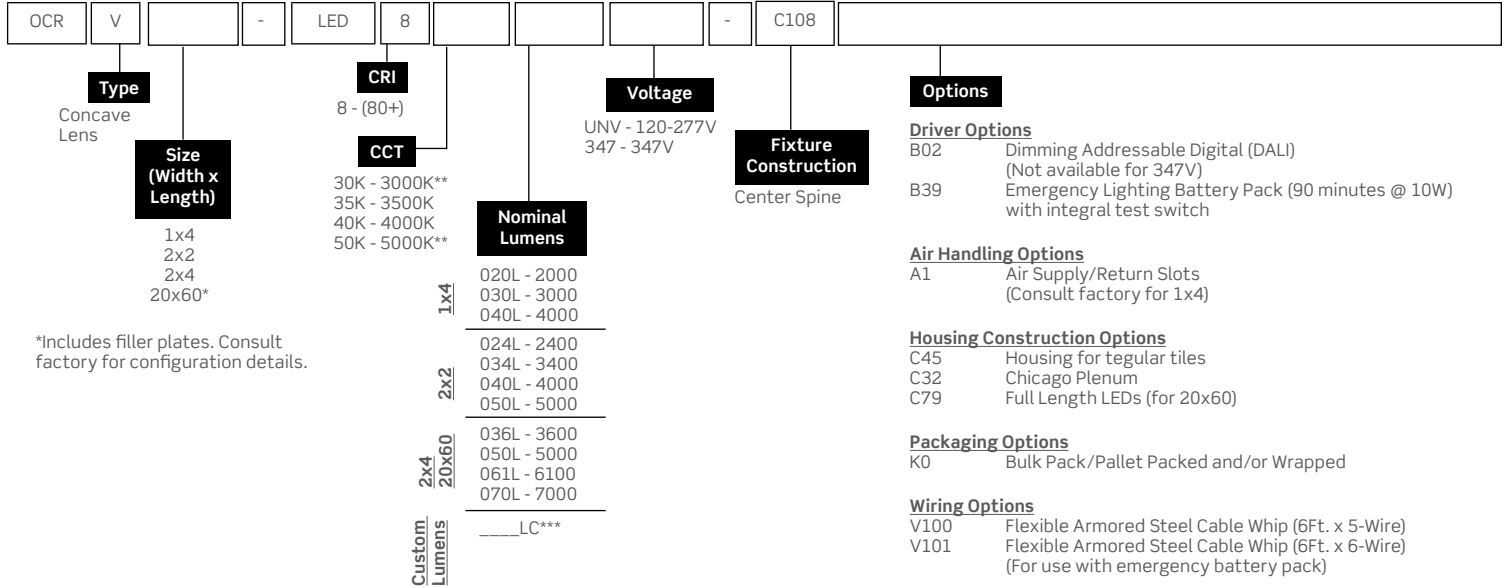 OCR V - LED 8 - C108
Type
Concave
Lens
Size
(Width x
Length)
1x4
2x2
2x4
20x60*
*Includes filler plates. Consult
factory for configuration details.
CRI
8 - (80+)
CCT
30K - 3000K**
35K - 3500K
40K - 4000K
50K - 5000K**
Nominal
Lumens
1x4
020L - 2000
030L - 3000
040L - 4000
2x2
024L - 2400
034L - 3400
040L - 4000
050L - 5000
2x4
20x60
036L - 3600
050L - 5000
061L - 6100
070L - 7000
Custom
Lumens
____LC***
Voltage
UNV - 120-277V
347 - 347V
Fixture
Construction
Center Spine
Options
Driver Options
B02 Dimming Addressable Digital (DALI)
(Not available for 347V)
B39 Emergency Lighting Battery Pack (90 minutes @ 10W)
with integral test switch
Air Handling Options
A1 Air Supply/Return Slots
(Consult factory for 1x4)
Housing Construction Options
C45 Housing for tegular tiles
C32 Chicago Plenum
C79 Full Length LEDs (for 20x60)
Packaging Options
K0 Bulk Pack/Pallet Packed and/or Wrapped
Wiring Options
V100 Flexible Armored Steel Cable Whip (6Ft. x 5-Wire)
V101 Flexible Armored Steel Cable Whip (6Ft. x 6-Wire)
(For use with emergency battery pack)